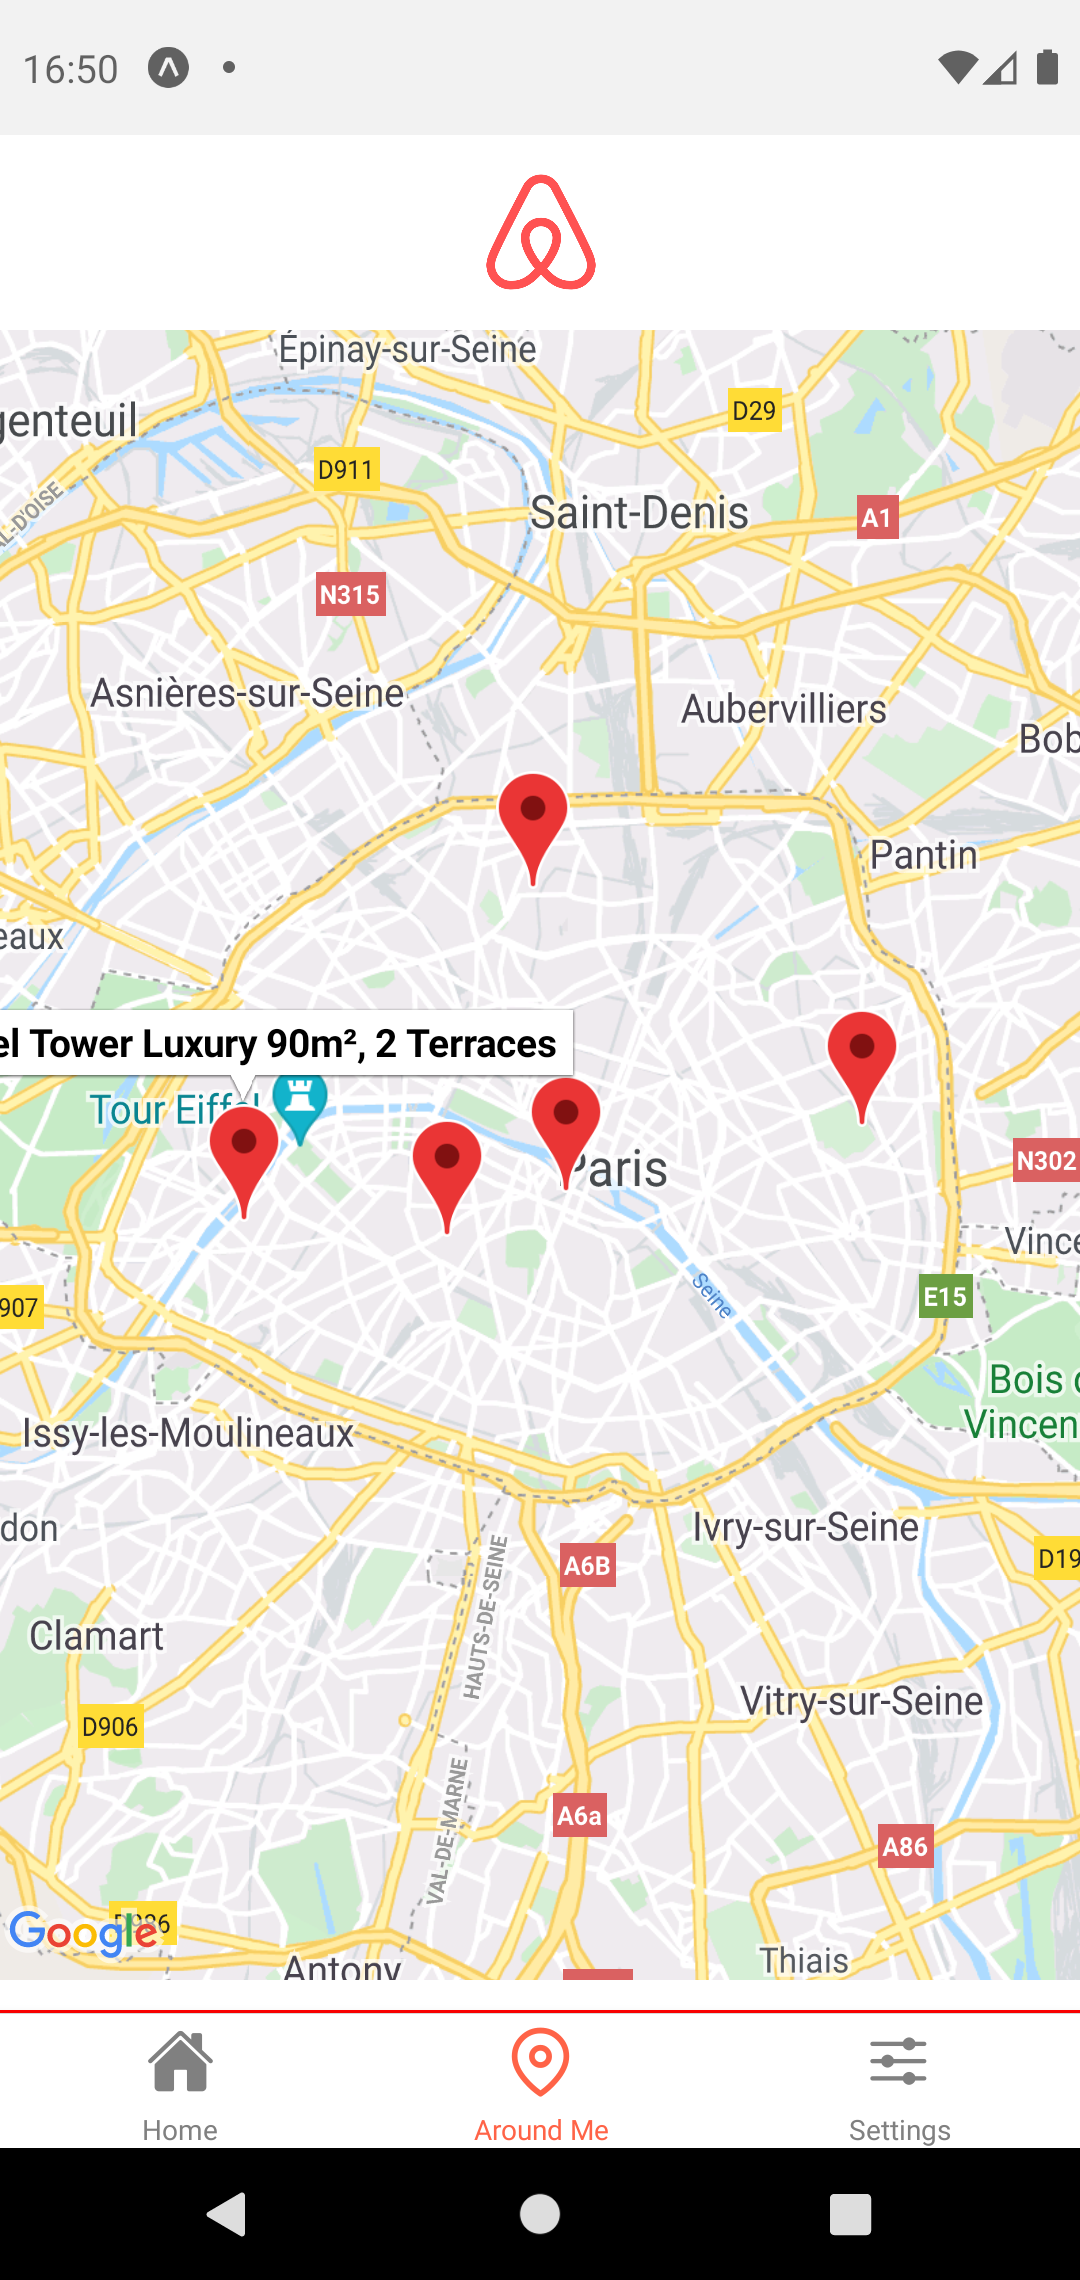 16:50
Épinay-sur-Seine
genteuil
D29
D911
AL-D'OISE
Saint-Denis
A1
N315
Asnières-sur-Seine
Aubervilliers
Bob
Pantin
eaux
el Tower Luxury 90m², 2 Terraces
Tour Eiffel
Paris
N302
Vince
Seine
E15
907
Bois d
Vincen
Issy-les-Moulineaux
don
Ivry-sur-Seine
D19
A6B
HAUTS-DE-SEINE
Clamart
Vitry-sur-Seine
D906
VAL-DE-MARNE
A6a
A86
Google
Thiais
Antony
Home
Around Me
Settings